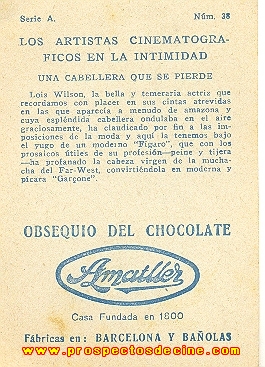 Serie A. Núm. 38
LOS ARTISTAS CINEMATOGRA-
FICOS EN LA INTIMIDAD
UNA CABELLERA QUE SE PIERDE
Lois Wilson, la bella y temeraria actriz que
recordamos con placer en sus cintas atrevidas
en las que aparecía a menudo de amazona y
cuya espléndida cabellera ondulaba en el aire
graciosamente, ha claudicado por fin a las im-
posiciones de la moda y aquí la tenemos bajo
el yugo de un moderno "Fígaro", que con los
prosaicos útiles de su profesión—peine y tijera
—ha profanado la cabeza virgen de la mucha-
cha del Far-West, convirtiéndola en moderna y
pícara "Garçone".
OBSEQUIO DEL CHOCOLATE
Amatller
Casa Fundada en 1800
Fábricas en: BARCELONA Y BAÑOLAS
www.prospectosdecine.com